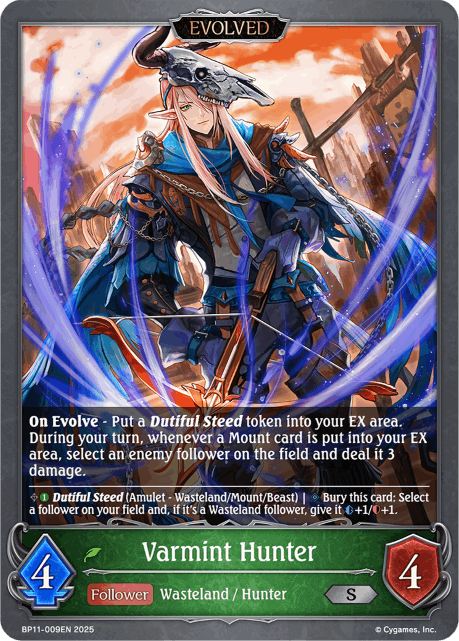 EVOLVED
On Evolve - Put a Dutiful Steed token into your EX area.
During your turn, whenever a Mount card is put into your EX
area, select an enemy follower on the field and deal it 3
damage.
1 Dutiful Steed (Amulet - Wasteland/Mount/Beast) | Bury this card: Select
a follower on your field and, if it's a Wasteland follower, give it +1/+1.
4
Varmint Hunter
4
Follower Wasteland / Hunter S
BP11-009EN 2025
© Cygames, Inc.